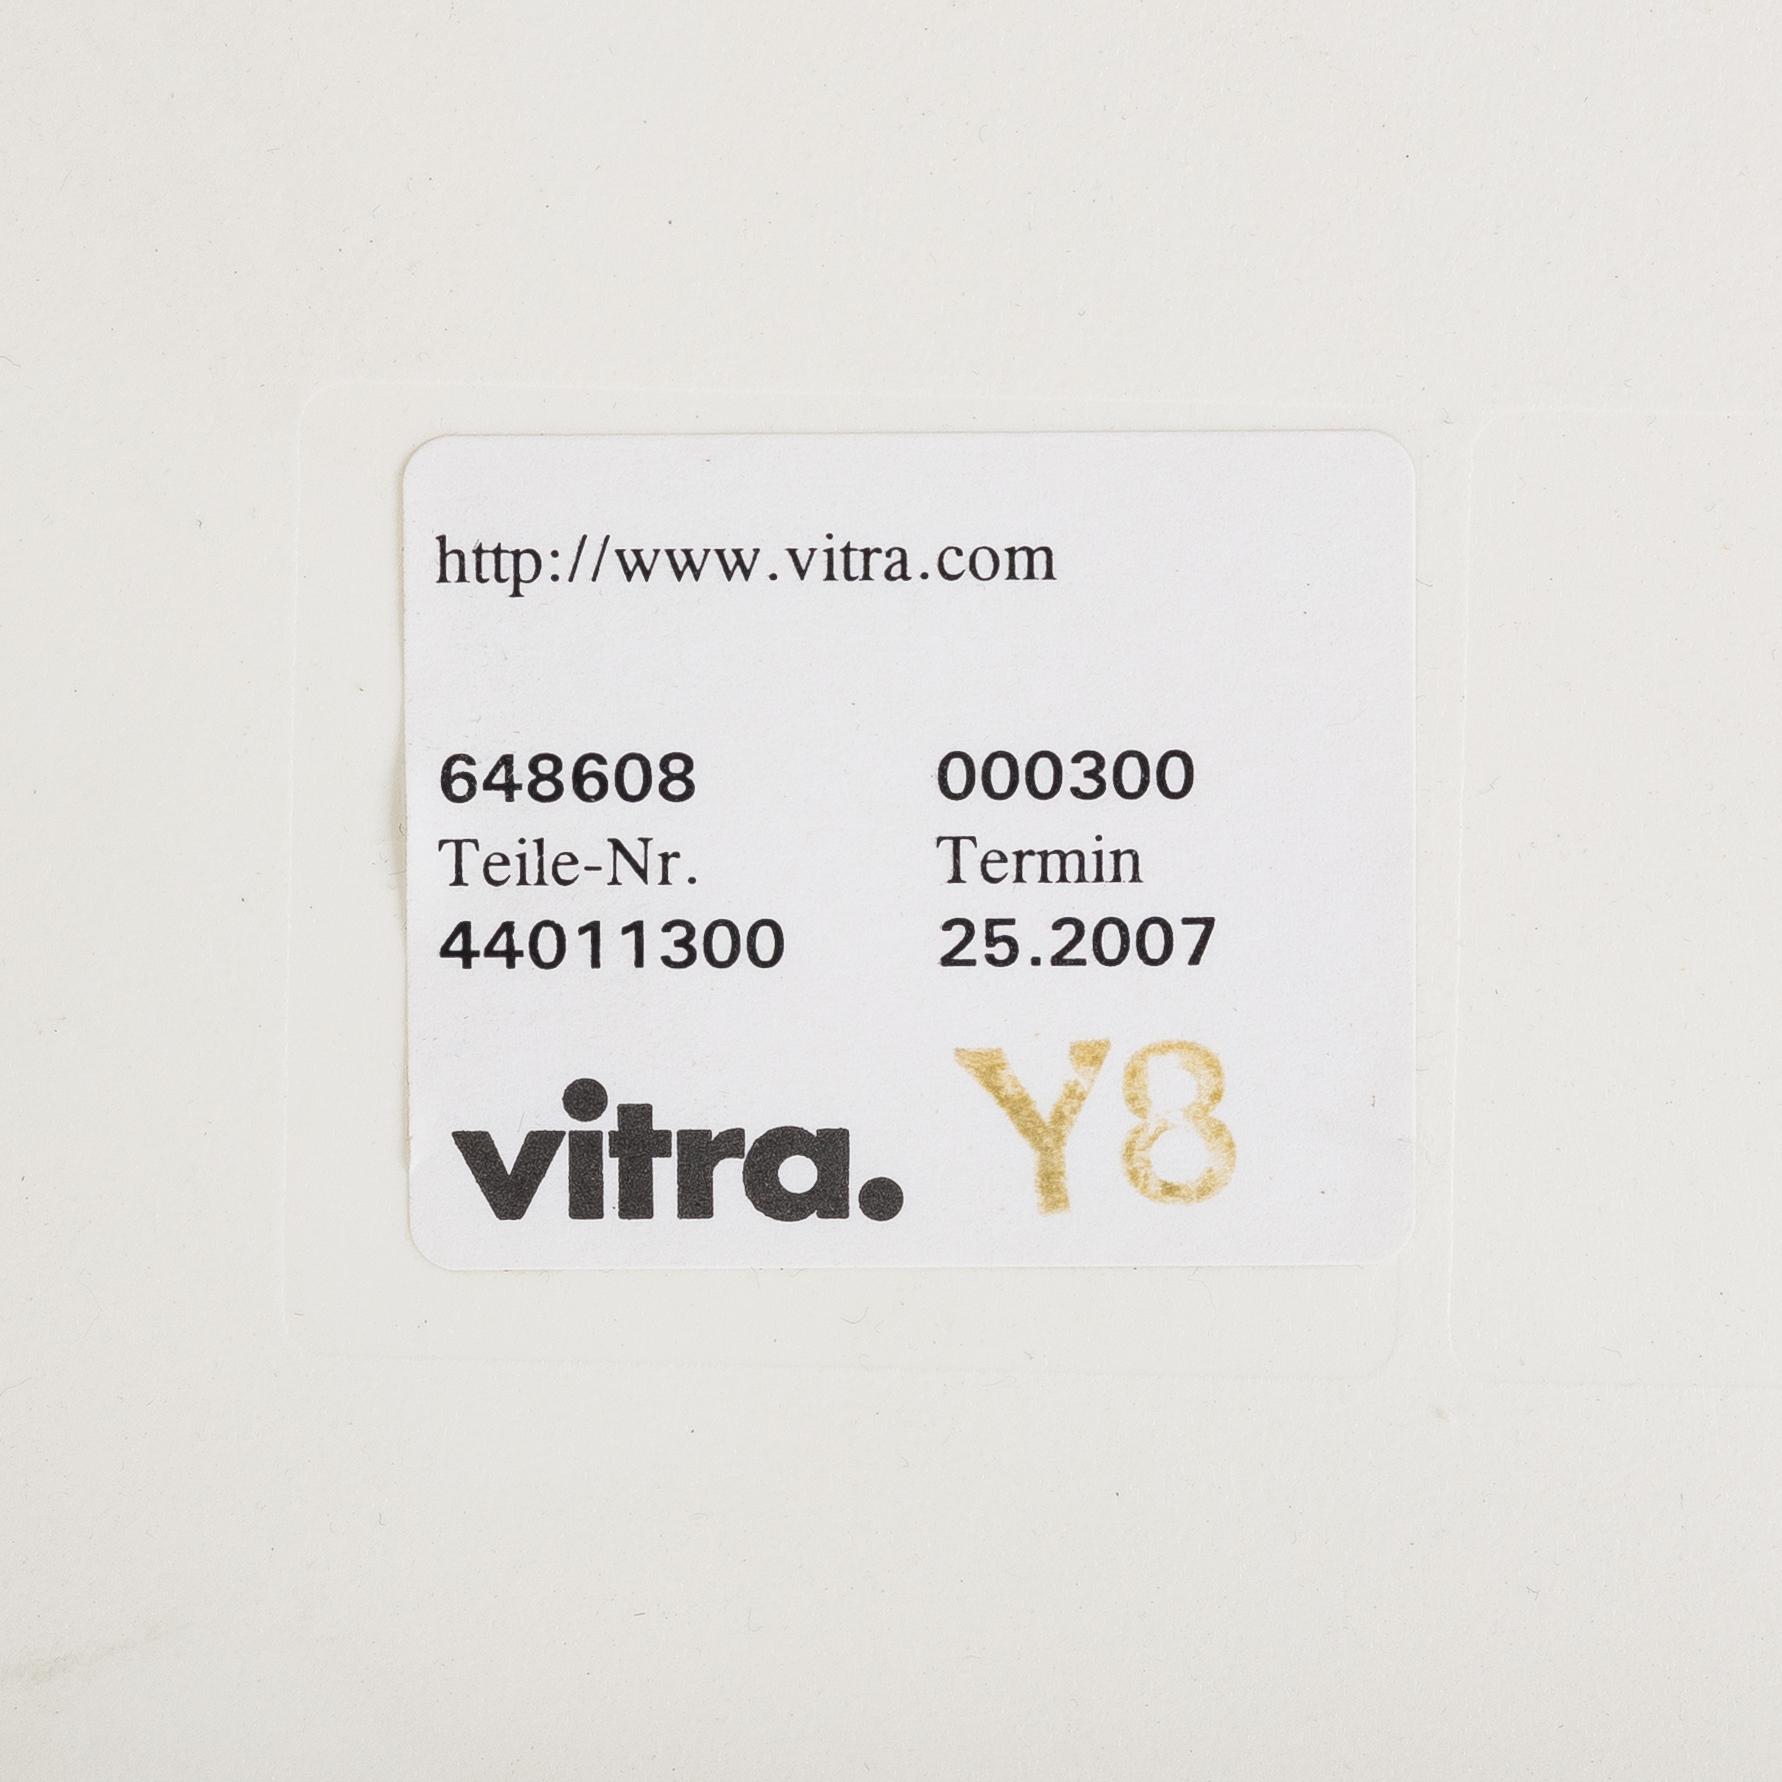 http://www.vitra.com
648608 000300
Teile-Nr. Termin
44011300 25.2007
vitra. Y8